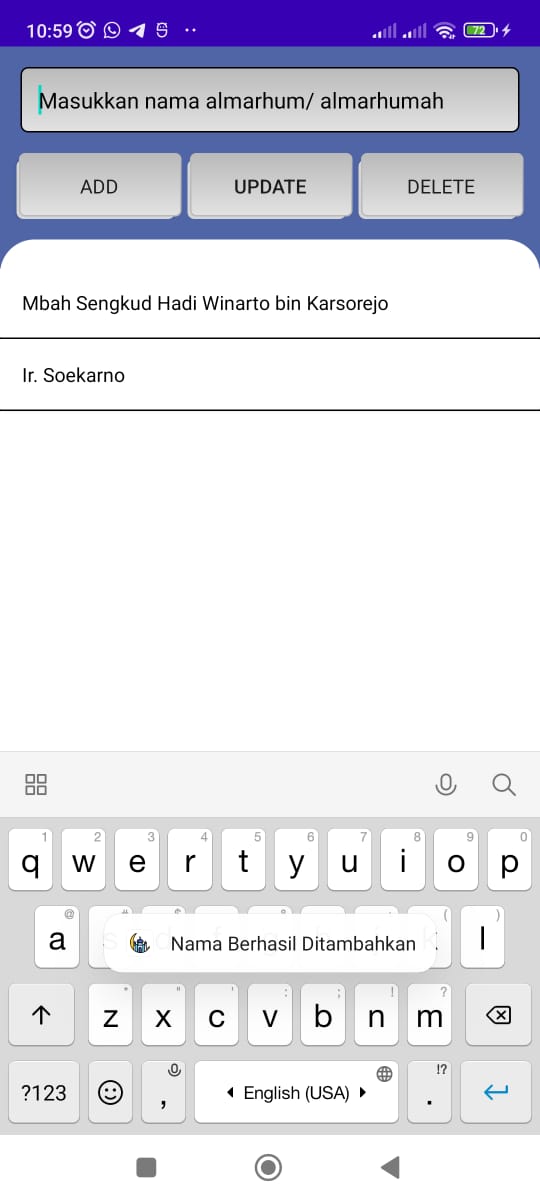 10:59
72
Masukkan nama almarhum/ almarhumah
ADD UPDATE DELETE
Mbah Sengkud Hadi Winarto bin Karsorejo
Ir. Soekarno
1 2 3 4 5 6 7 8 9 0
q w e r t y u i o p
@ )
a l
Nama Berhasil Ditambahkan
* " ' : ; ! ?
z x c v b n m
!?
?123 , English (USA) .